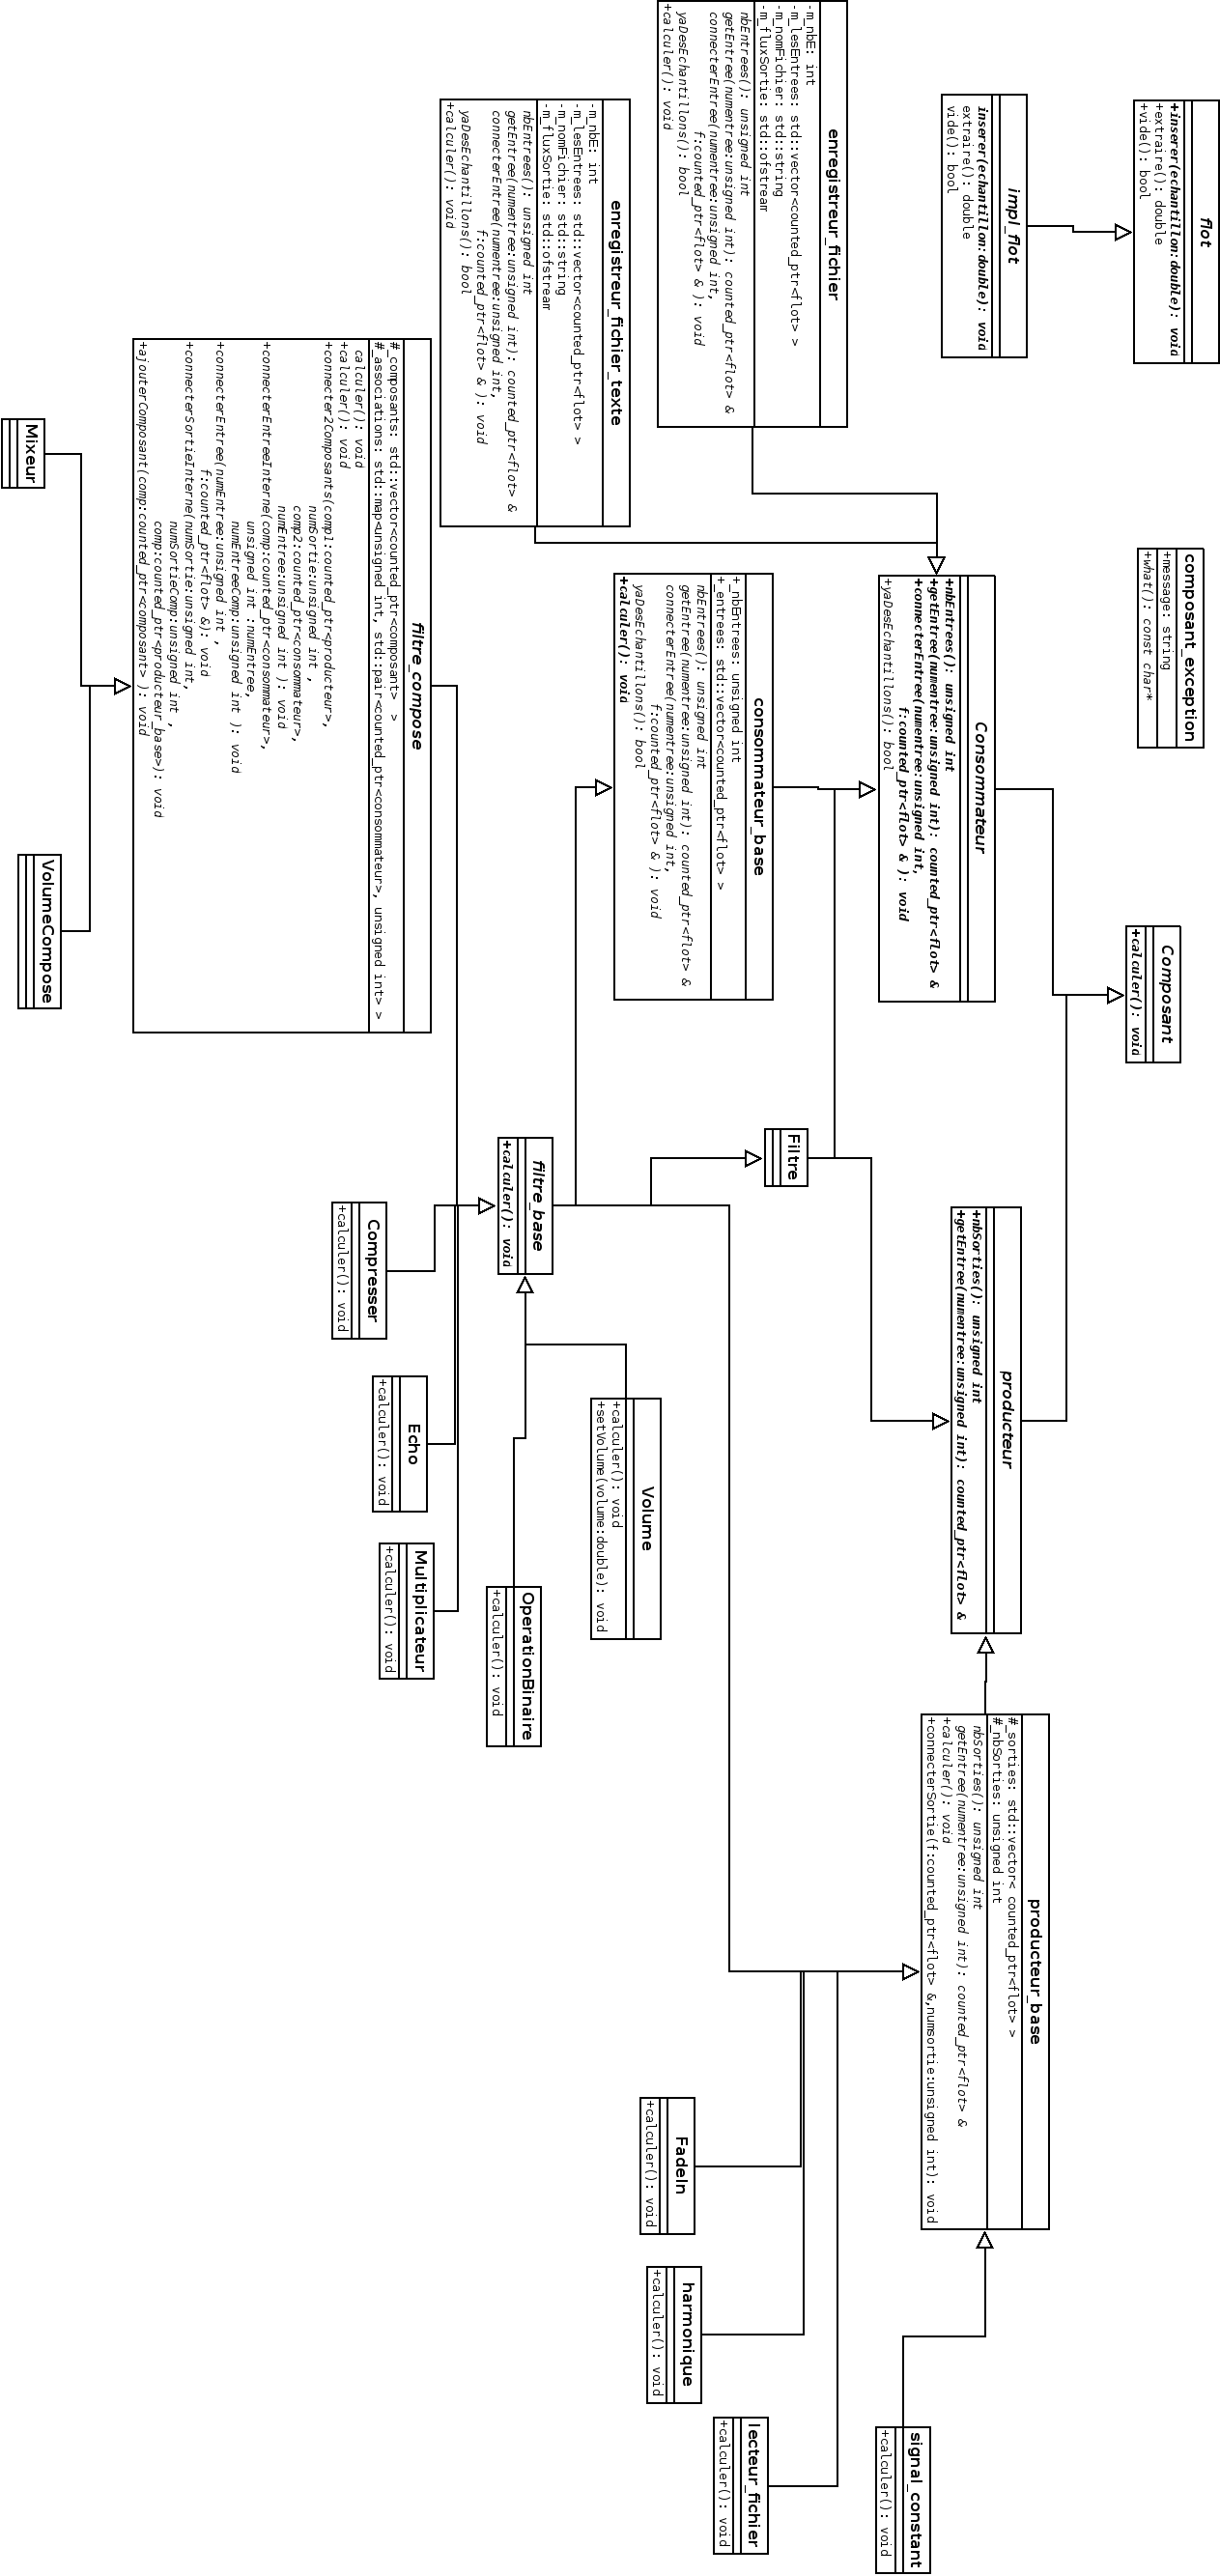 flot
+inserer(echantillon:double): void
+extraire(): double
+vide(): bool
impl_flot
inserer(echantillon:double): void
extraire(): double
vide(): bool
composant_exception
+message: string
+what(): const char*
Composant
+calculer(): void
enregistreur_fichier
-m_nbE: int
-m_lesEntrees: std::vector<counted_ptr<flot> >
-m_nomFichier: std::string
-m_fluxSortie: std::ofstream
nbEntrees(): unsigned int
getEntree(numentree:unsigned int): counted_ptr<flot> &
connecterEntree(numentree:unsigned int,
f:counted_ptr<flot> & ): void
yaDesEchantillons(): bool
+calculer(): void
Consommateur
+nbEntrees(): unsigned int
+getEntree(numentree:unsigned int): counted_ptr<flot> &
+connecterEntree(numentree:unsigned int,
f:counted_ptr<flot> & ): void
+yaDesEchantillons(): bool
producteur
+nbSorties(): unsigned int
+getEntree(numentree:unsigned int): counted_ptr<flot> &
producteur_base
#_sorties: std::vector< counted_ptr<flot> >
#_nbSorties: unsigned int
nbSorties(): unsigned int
getEntree(numentree:unsigned int): counted_ptr<flot> &
+calculer(): void
+connecterSortie(f:counted_ptr<flot> &,numsortie:unsigned int): void
signal_constant
+calculer(): void
enregistreur_fichier_texte
-m_nbE: int
-m_lesEntrees: std::vector<counted_ptr<flot> >
-m_nomFichier: std::string
-m_fluxSortie: std::ofstream
nbEntrees(): unsigned int
getEntree(numentree:unsigned int): counted_ptr<flot> &
connecterEntree(numentree:unsigned int,
f:counted_ptr<flot> & ): void
yaDesEchantillons(): bool
+calculer(): void
consommateur_base
+_nbEntrees: unsigned int
+_entrees: std::vector<counted_ptr<flot> >
nbEntrees(): unsigned int
getEntree(numentree:unsigned int): counted_ptr<flot> &
connecterEntree(numentree:unsigned int,
f:counted_ptr<flot> & ): void
yaDesEchantillons(): bool
+calculer(): void
Filtre
lecteur_fichier
+calculer(): void
harmonique
+calculer(): void
FadeIn
+calculer(): void
Volume
+calculer(): void
+setVolume(volume:double): void
filtre_base
+calculer(): void
OperationBinaire
+calculer(): void
filtre_compose
#_composants: std::vector<counted_ptr<composant> >
#_associations: std::map<unsigned int, std::pair<counted_ptr<consommateur>, unsigned int> >
calculer(): void
+calculer(): void
+connecter2Composants(comp1:counted_ptr<producteur>,
numSortie:unsigned int ,
comp2:counted_ptr<consommateur>,
numEntree:unsigned int ): void
+connecterEntreeInterne(comp:counted_ptr<consommateur>,
unsigned int :numEntree,
numEntreeComp:unsigned int ): void
+connecterEntree(numEntree:unsigned int ,
f:counted_ptr<flot> &): void
+connecterSortieInterne(numSortie:unsigned int,
numSortieComp:unsigned int ,
comp:counted_ptr<producteur_base>): void
+ajouterComposant(comp:counted_ptr<composant> ): void
Compresser
+calculer(): void
Echo
+calculer(): void
Multiplicateur
+calculer(): void
Mixeur
VolumeCompose